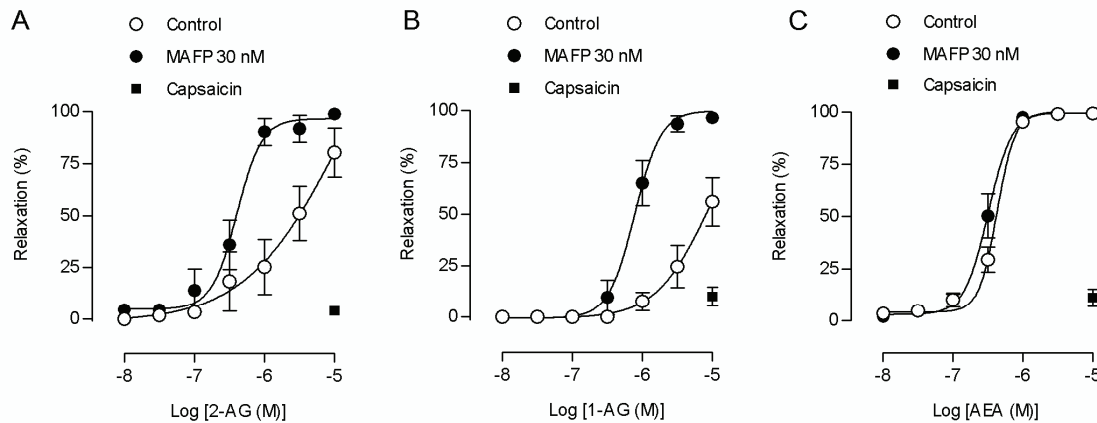 A
Control
MAFP 30 nM
Capsaicin
100
75
50
25
0
Relaxation (%)
-8
-7
-6
-5
Log [2-AG (M)]
B
Control
MAFP 30 nM
Capsaicin
100
75
50
25
0
Relaxation (%)
-8
-7
-6
-5
Log [1-AG (M)]
C
Control
MAFP 30 nM
Capsaicin
100
75
50
25
0
Relaxation (%)
-8
-7
-6
-5
Log [AEA (M)]